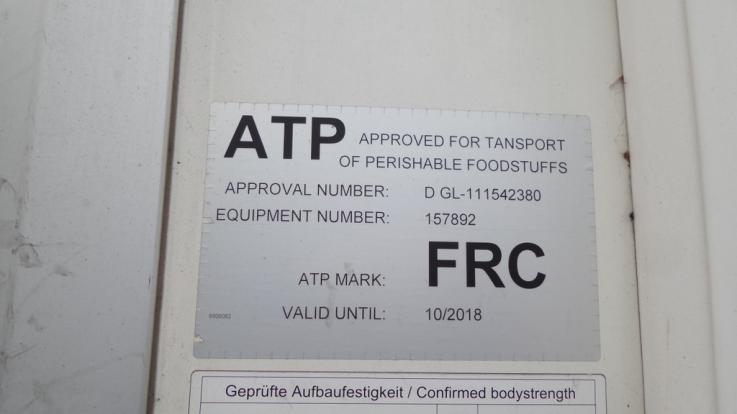 ATP APPROVED FOR TANSPORT
OF PERISHABLE FOODSTUFFS
APPROVAL NUMBER: D GL-111542380
EQUIPMENT NUMBER: 157892
ATP MARK: FRC
VALID UNTIL: 10/2018
Geprüfte Aufbaufestigkeit / Confirmed bodystrength